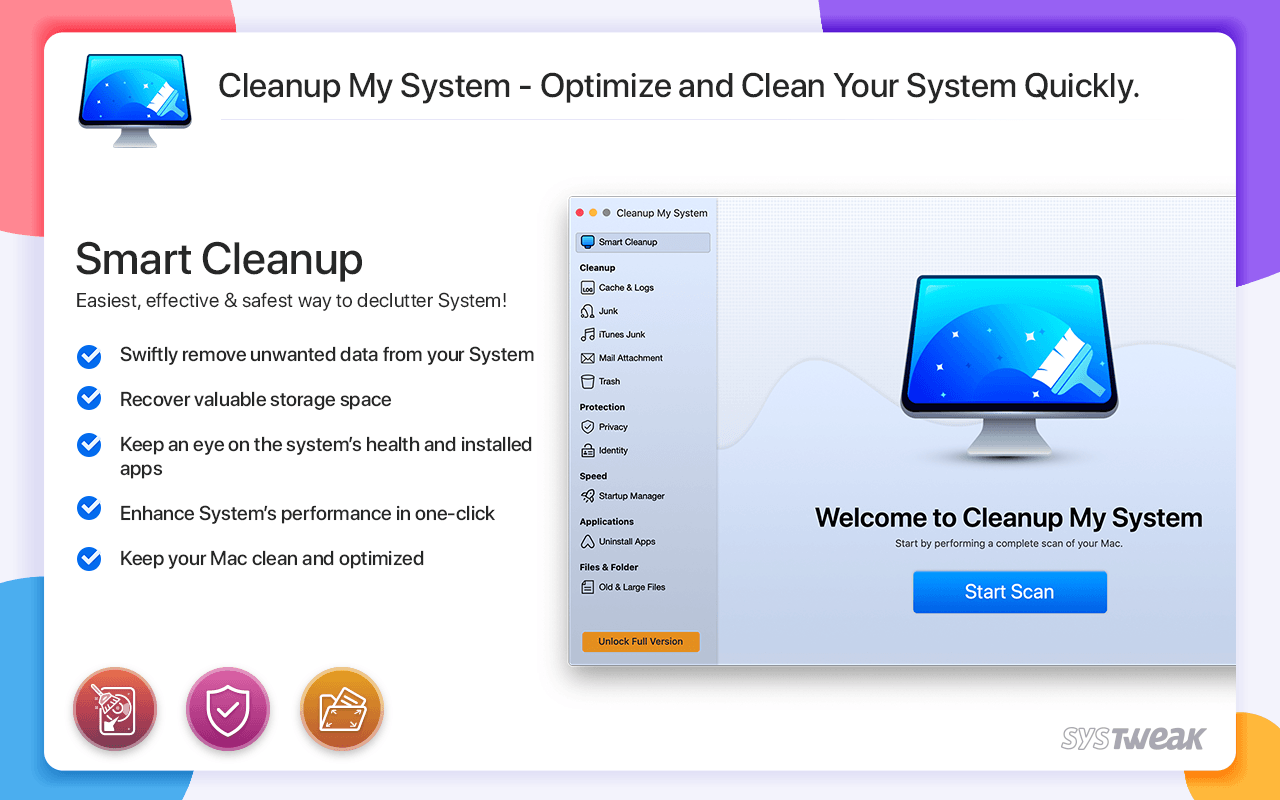 Cleanup My System - Optimize and Clean Your System Quickly.
Smart Cleanup
Easiest, effective & safest way to declutter System!
Swiftly remove unwanted data from your System
Recover valuable storage space
Keep an eye on the system's health and installed
apps
Enhance System's performance in one-click
Keep your Mac clean and optimized
Cleanup My System
Smart Cleanup
Cleanup
LOG
Cache & Logs
Junk
iTunes Junk
Mail Attachment
Trash
Protection
Privacy
Identity
Speed
Startup Manager
Applications
Uninstall Apps
Files & Folder
Old & Large Files
Unlock Full Version
Welcome to Cleanup My System
Start by performing a complete scan of your Mac.
Start Scan
SYSTweak